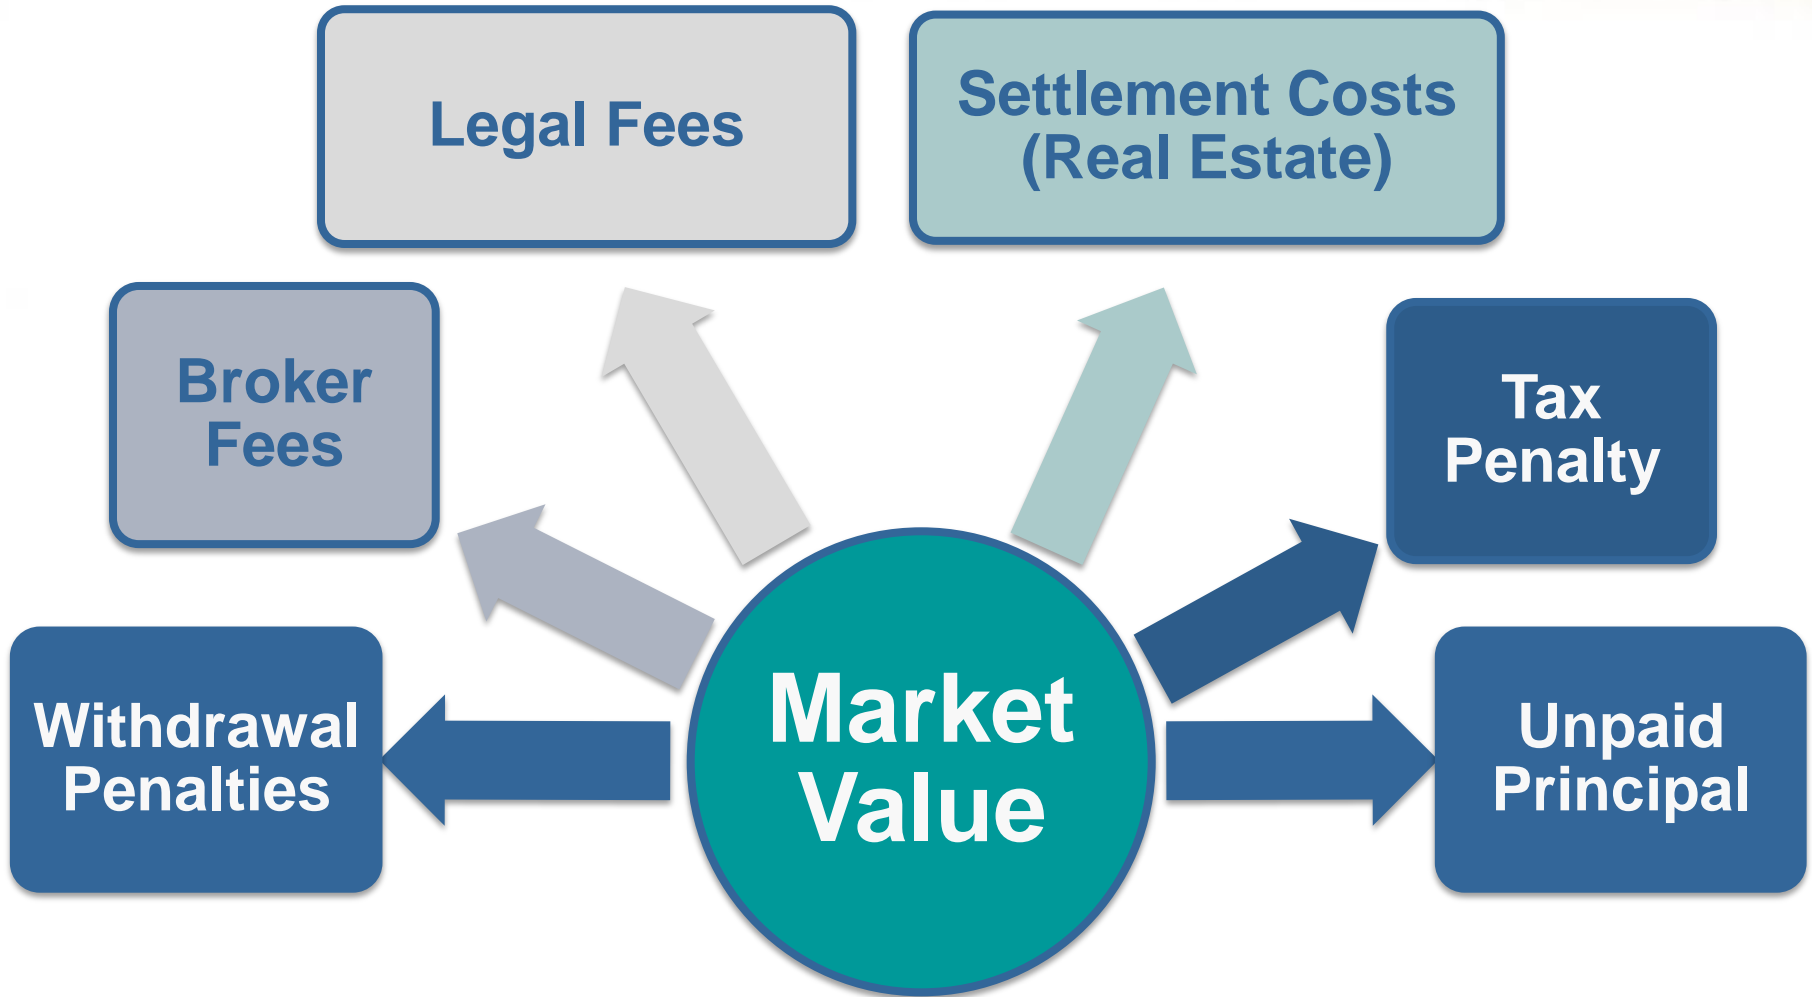 Legal Fees
Settlement Costs
(Real Estate)
Broker
Fees
Tax
Penalty
Withdrawal
Penalties
Market
Value
Unpaid
Principal